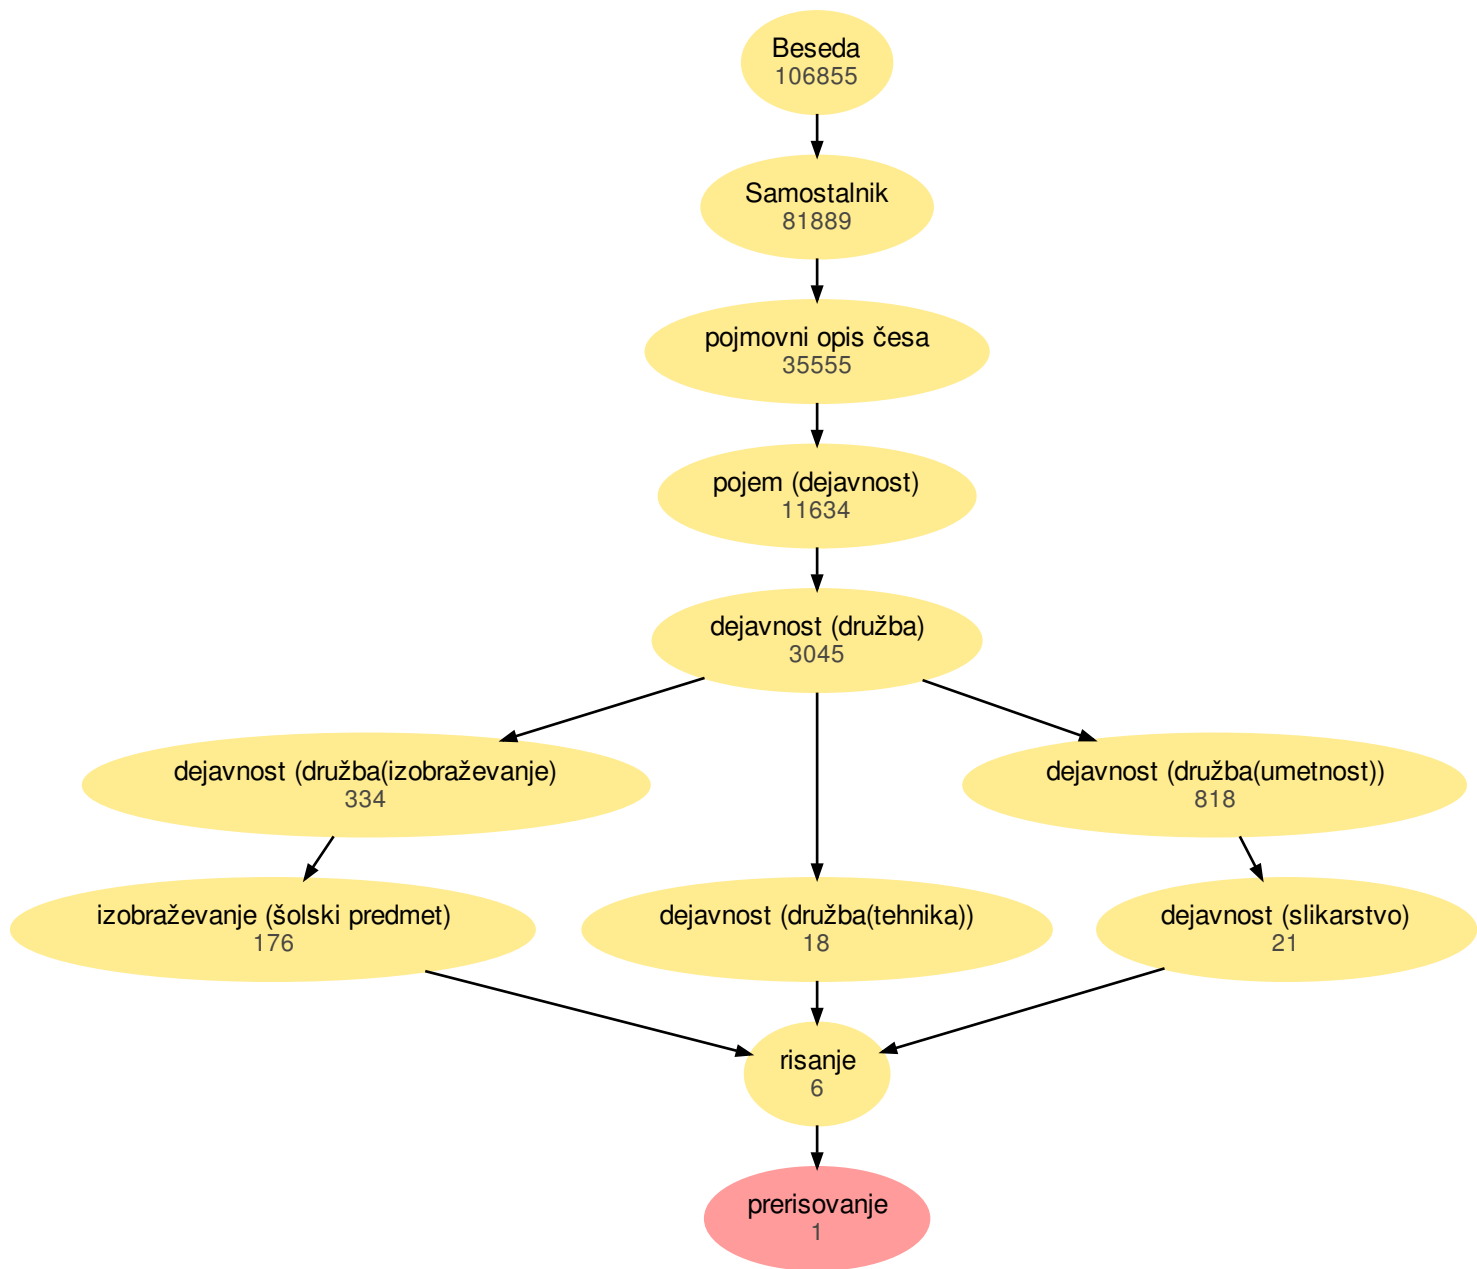 Beseda
106855
Samostalnik
81889
pojmovni opis česa
35555
pojem (dejavnost)
11634
dejavnost (družba)
3045
dejavnost (družba(izobraževanje)
334
dejavnost (družba(umetnost))
818
izobraževanje (šolski predmet)
176
dejavnost (družba(tehnika))
18
dejavnost (slikarstvo)
21
risanje
6
prerisovanje
1